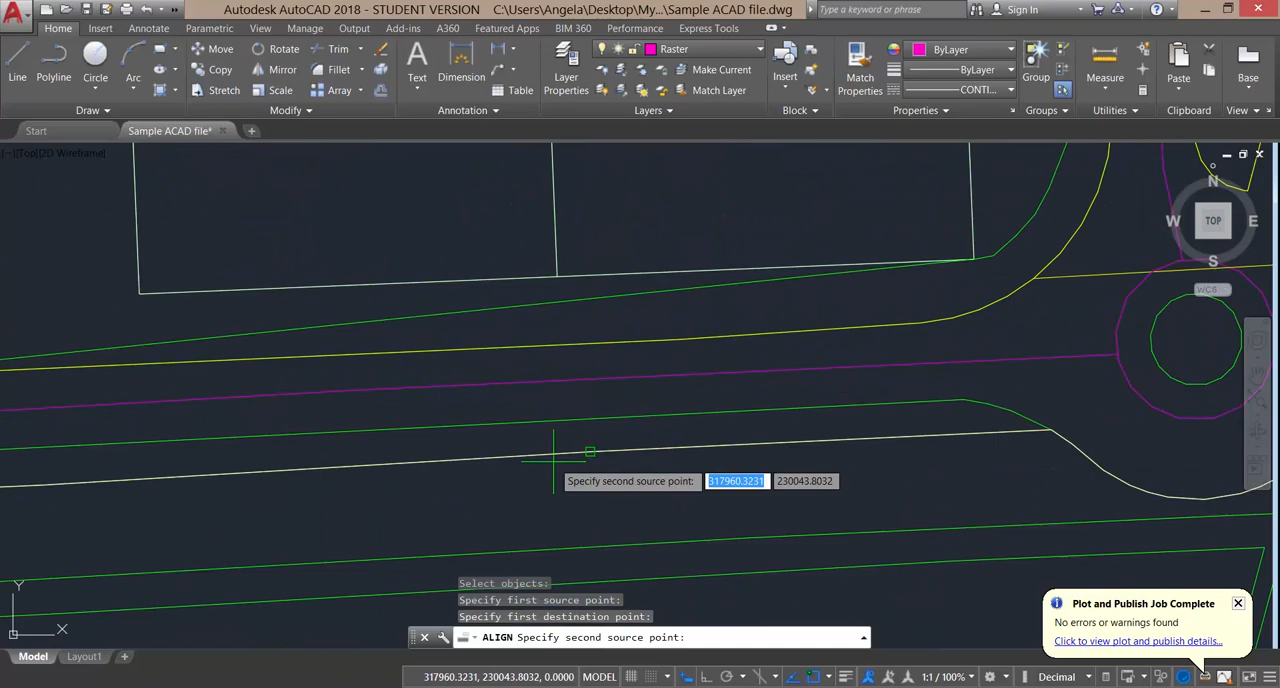 Autodesk AutoCAD 2018 - STUDENT VERSION C:\Users\Angela\Desktop\My...\Sample ACAD file.dwg
Type a keyword or phrase
Sign In
Home Insert Annotate Parametric View Manage Output Add-ins A360 Featured Apps BIM 360 Performance Express Tools
Line Polyline Circle Arc
Move Rotate Trim
Copy Mirror Fillet
Stretch Scale Array
Text Dimension Table
Layer Properties
Raster
Make Current
Match Layer
Insert
Match Properties
ByLayer
ByLayer
CONTI...
Group
Measure
Paste
Base
Draw Modify Annotation Layers Block Properties Groups Utilities Clipboard View
Start Sample ACAD file*
[−][Top][2D Wireframe]
N
W TOP E
S
WCS
Specify second source point: 317960.3231 230043.8032
Select objects:
Specify first source point:
Specify first destination point:
ALIGN Specify second source point:
Y
X
Plot and Publish Job Complete
No errors or warnings found
Click to view plot and publish details...
Model Layout1
317960.3231, 230043.8032, 0.0000 MODEL 1:1 / 100% Decimal